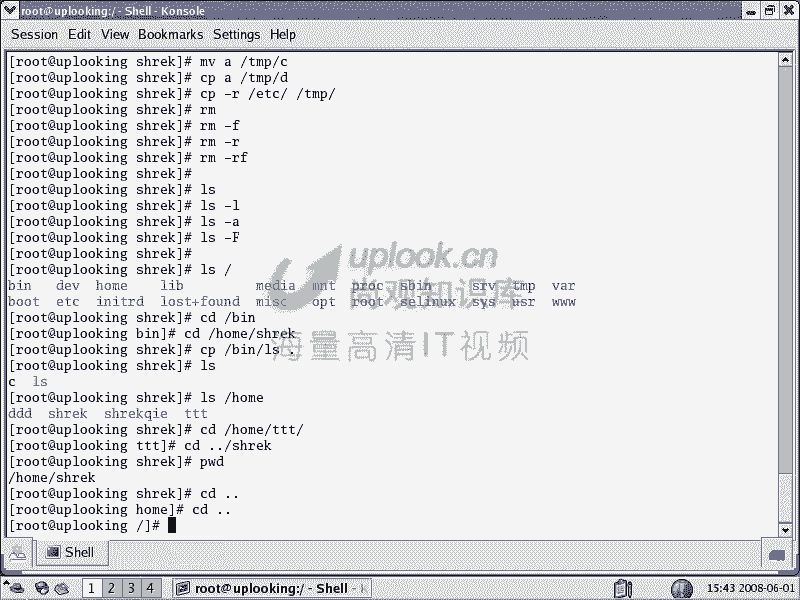 root@uplooking:/ - Shell - Konsole
Session Edit View Bookmarks Settings Help
[root@uplooking shrek]# mv a /tmp/c
[root@uplooking shrek]# cp a /tmp/d
[root@uplooking shrek]# cp -r /etc/ /tmp/
[root@uplooking shrek]# rm
[root@uplooking shrek]# rm -f
[root@uplooking shrek]# rm -r
[root@uplooking shrek]# rm -rf
[root@uplooking shrek]#
[root@uplooking shrek]# ls
[root@uplooking shrek]# ls -l
[root@uplooking shrek]# ls -a
[root@uplooking shrek]# ls -F
[root@uplooking shrek]#
[root@uplooking shrek]# ls /
bin dev home lib media mnt proc sbin srv tmp var
boot etc initrd lost+found misc opt root selinux sys usr www
[root@uplooking shrek]# cd /bin
[root@uplooking bin]# cd /home/shrek
[root@uplooking shrek]# cp /bin/ls .
[root@uplooking shrek]# ls
c ls
[root@uplooking shrek]# ls /home
ddd shrek shrekqie ttt
[root@uplooking shrek]# cd /home/ttt/
[root@uplooking ttt]# cd ../shrek
[root@uplooking shrek]# pwd
/home/shrek
[root@uplooking shrek]# cd ..
[root@uplooking home]# cd ..
[root@uplooking /]#
uplook.cn
尚观知识库
海量高清IT视频
Shell
1 2 3 4 root@uplooking:/ - Shell - K 15:43 2008-06-01